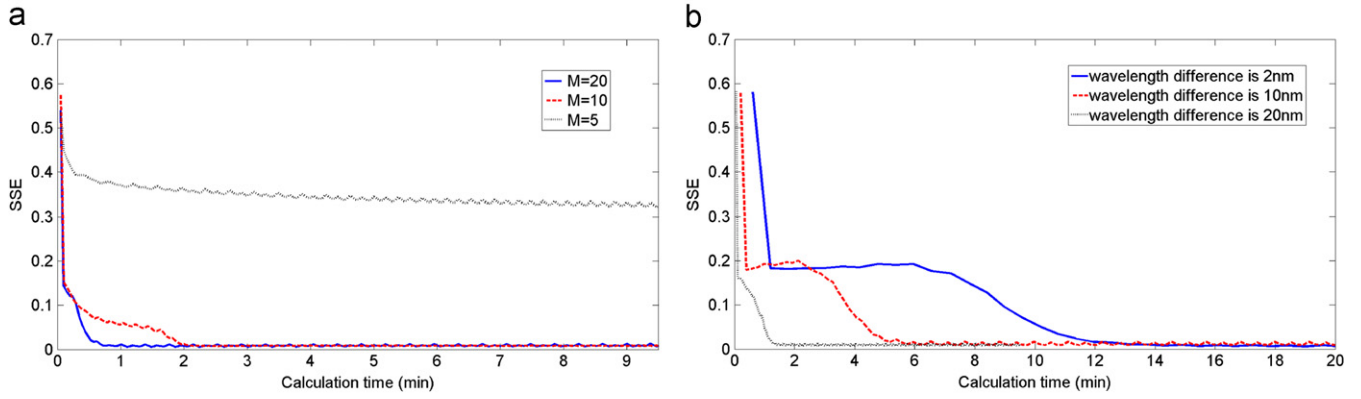 a
0.7
0.6
0.5
0.4
0.3
0.2
0.1
0
SSE
M=20
M=10
M=5
0 1 2 3 4 5 6 7 8 9
Calculation time (min)
b
0.7
0.6
0.5
0.4
0.3
0.2
0.1
0
SSE
wavelength difference is 2nm
wavelength difference is 10nm
wavelength difference is 20nm
0 2 4 6 8 10 12 14 16 18 20
Calculation time (min)